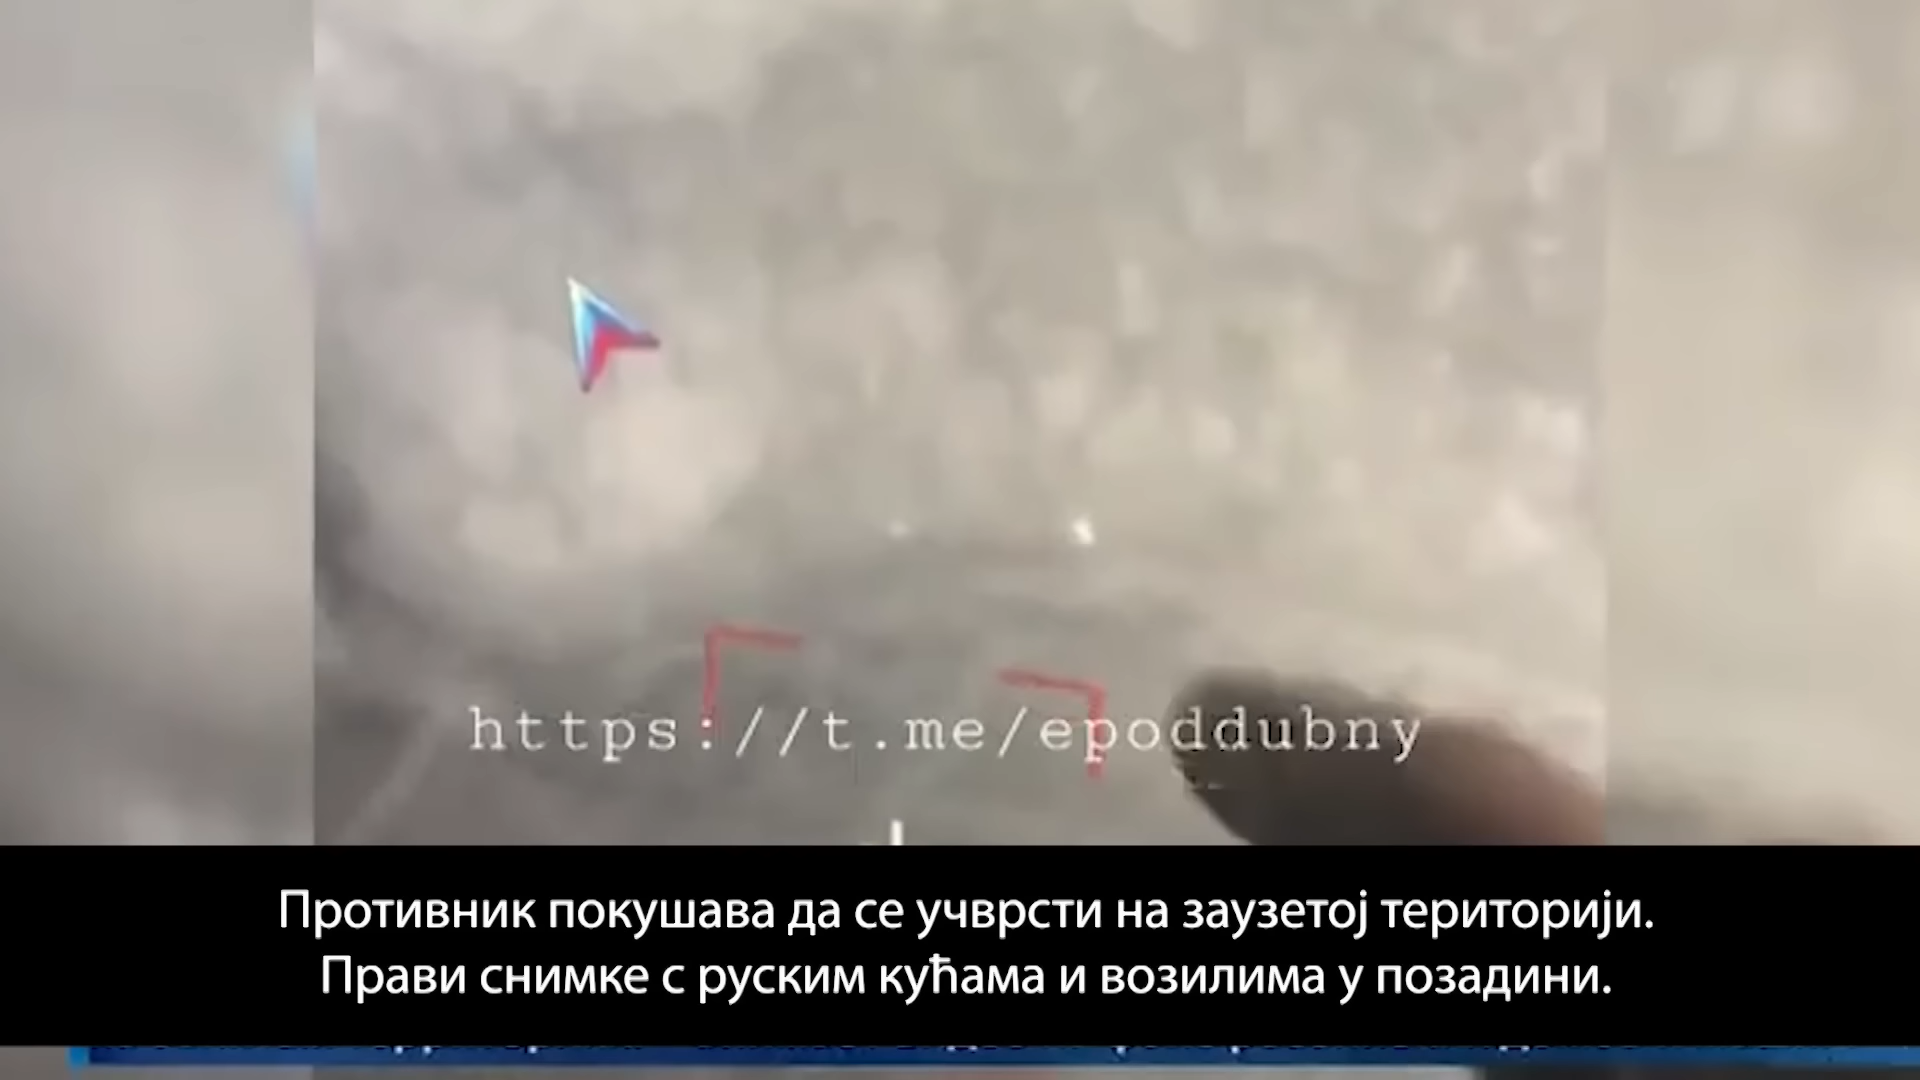 https://t.me/epoddubny
Противник покушава да се учврсти на заузетој територији.
Прави снимке с руским кућама и возилима у позадини.